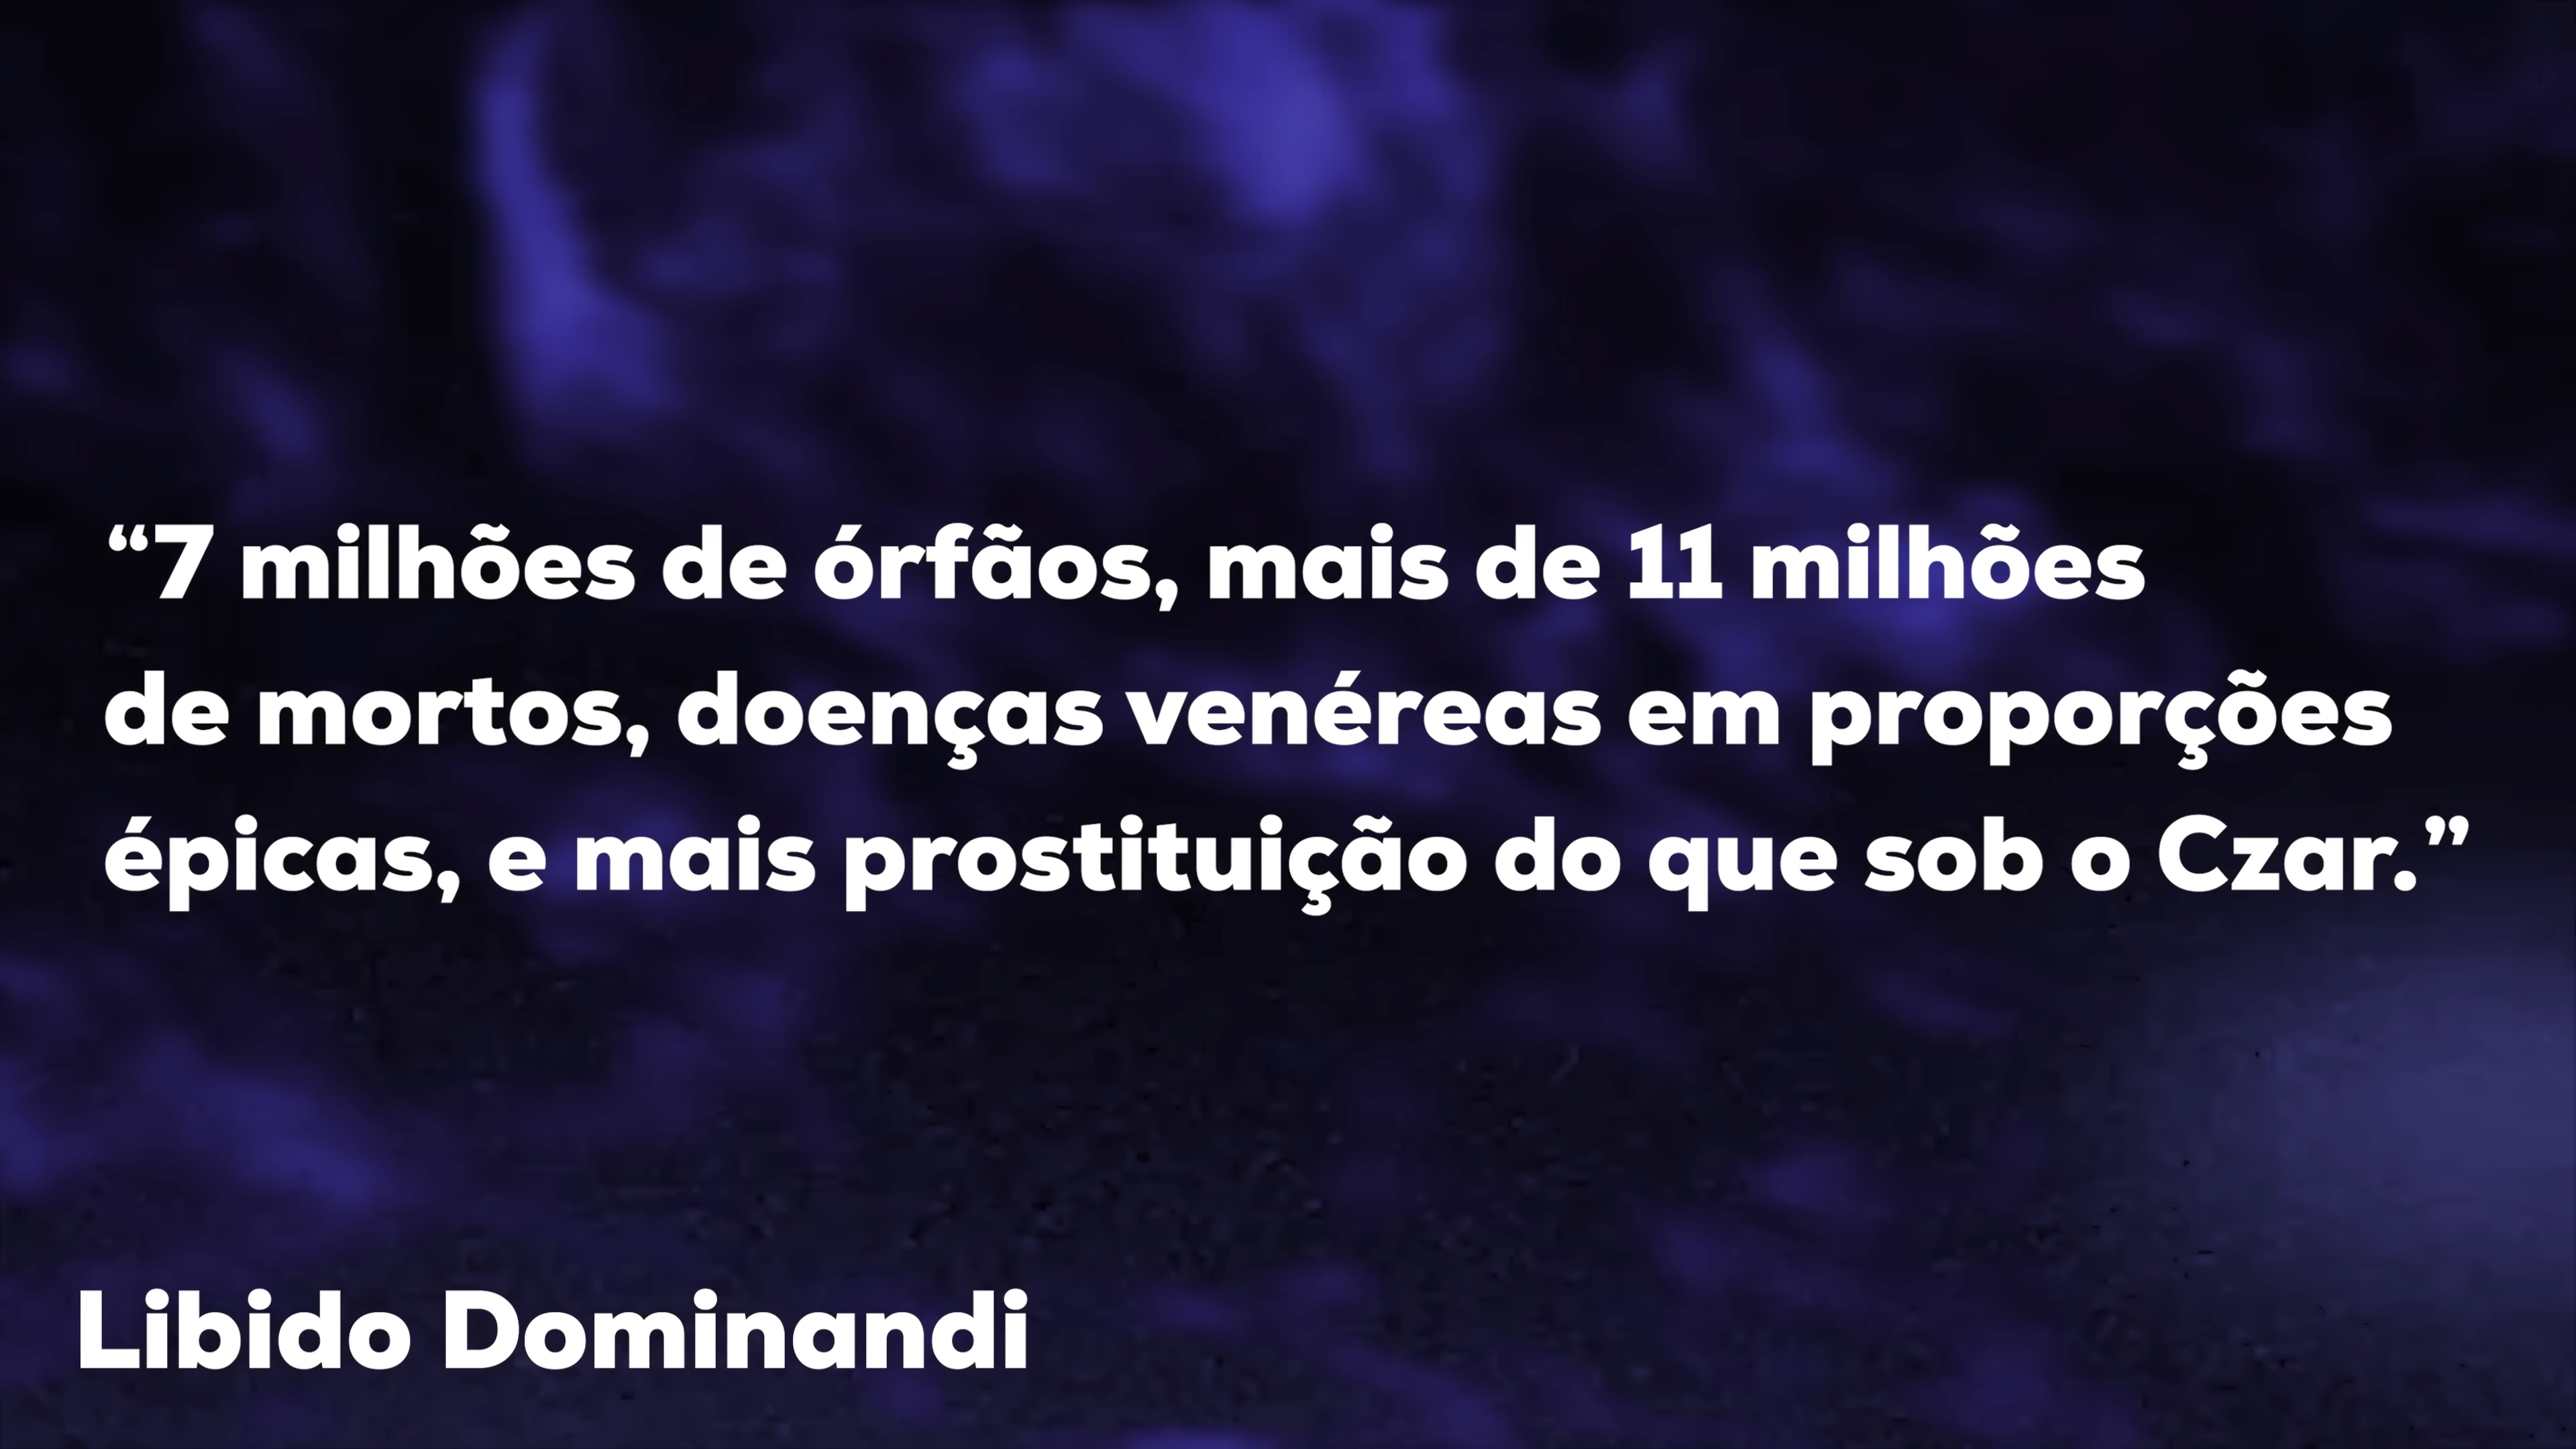 “7 milhões de órfãos, mais de 11 milhões
de mortos, doenças venéreas em proporções
épicas, e mais prostituição do que sob o Czar.”
Libido Dominandi